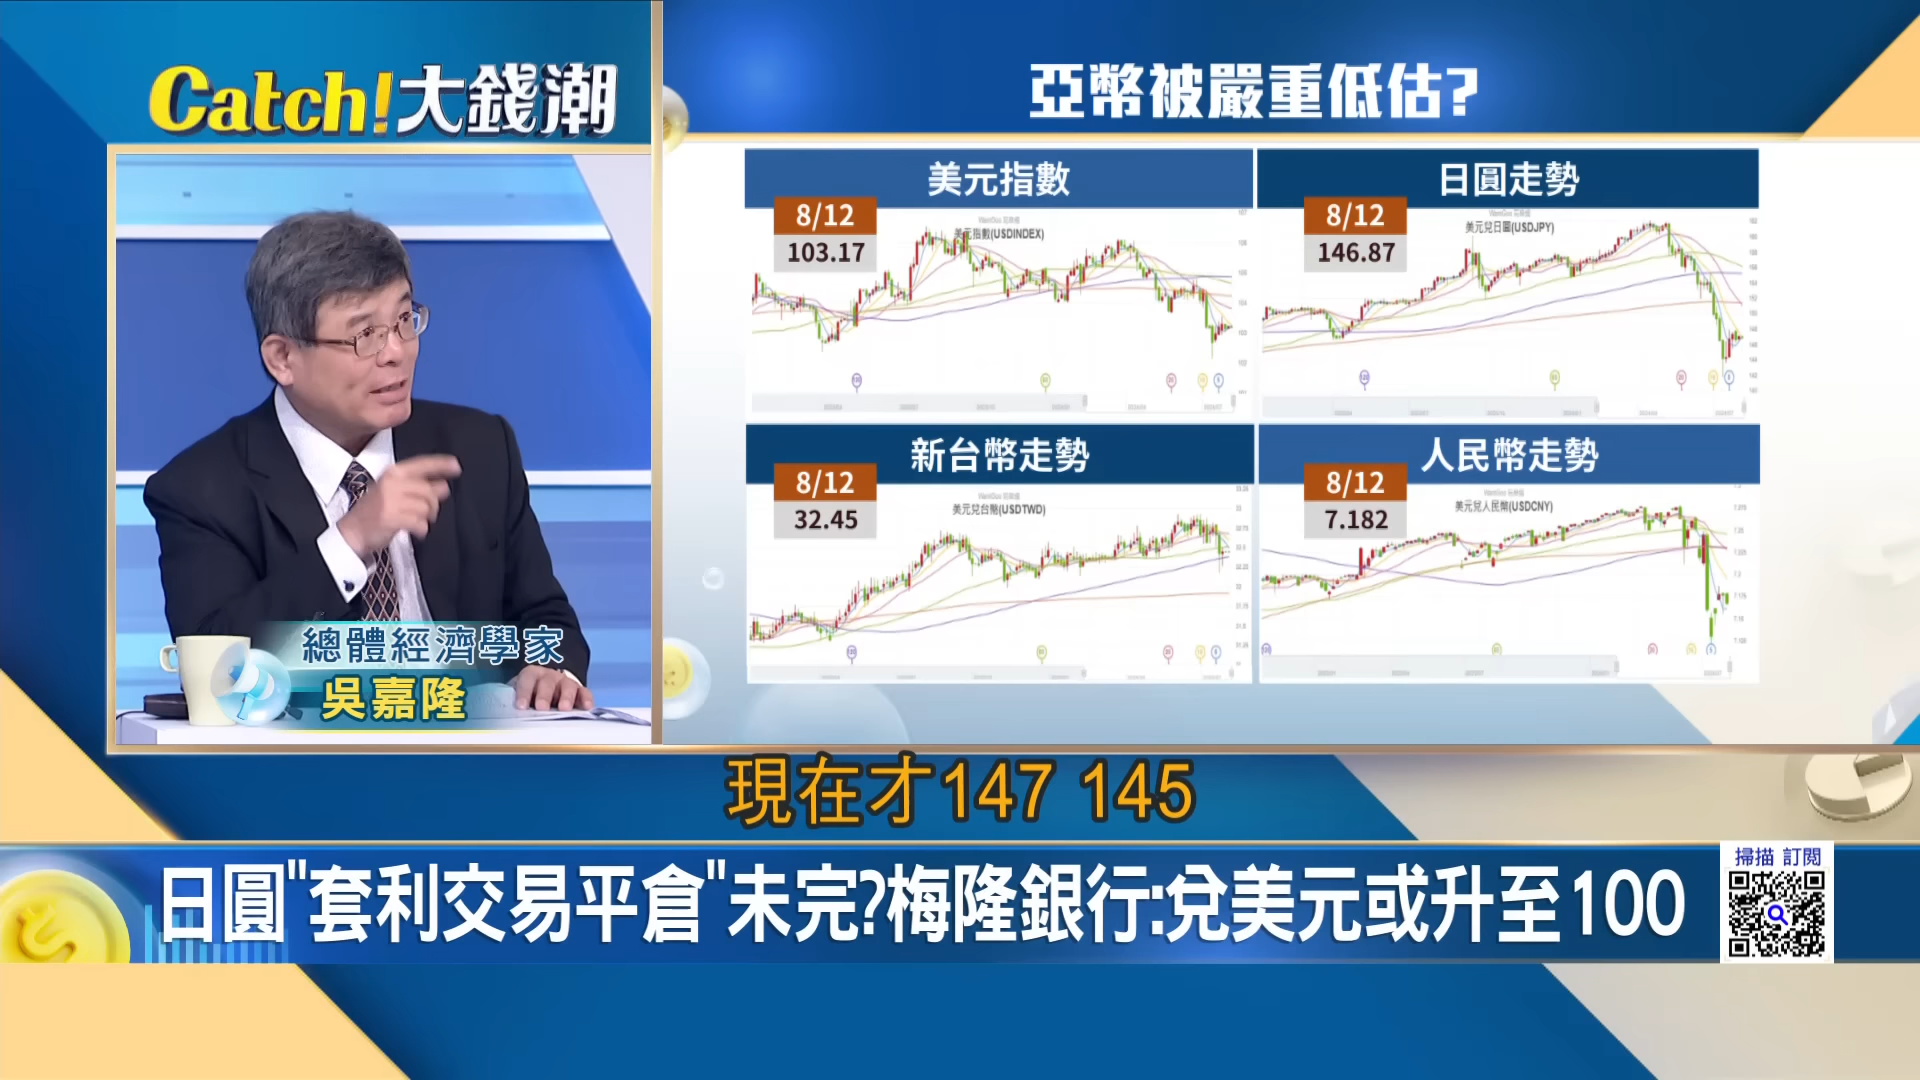 Catch!大錢潮
亞幣被嚴重低估?
美元指數
8/12
103.17
美元指數(USDINDEX)
日圓走勢
8/12
146.87
美元兌日圓(USDJPY)
新台幣走勢
8/12
32.45
美元兌台幣(USDTWD)
人民幣走勢
8/12
7.182
美元兌人民幣(USDCNY)
總體經濟學家
吳嘉隆
現在才147 145
日圓"套利交易平倉"未完?梅隆銀行:兌美元或升至100
掃描 訂閱